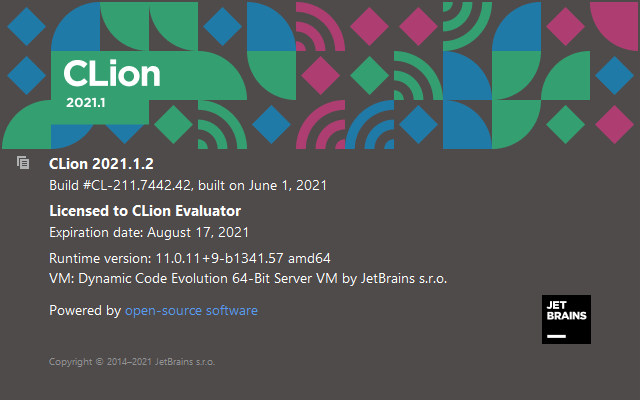 CLion
2021.1
CLion 2021.1.2
Build #CL-211.7442.42, built on June 1, 2021
Licensed to CLion Evaluator
Expiration date: August 17, 2021
Runtime version: 11.0.11+9-b1341.57 amd64
VM: Dynamic Code Evolution 64-Bit Server VM by JetBrains s.r.o.
Powered by open-source software
JET
BRAINS
Copyright © 2014–2021 JetBrains s.r.o.